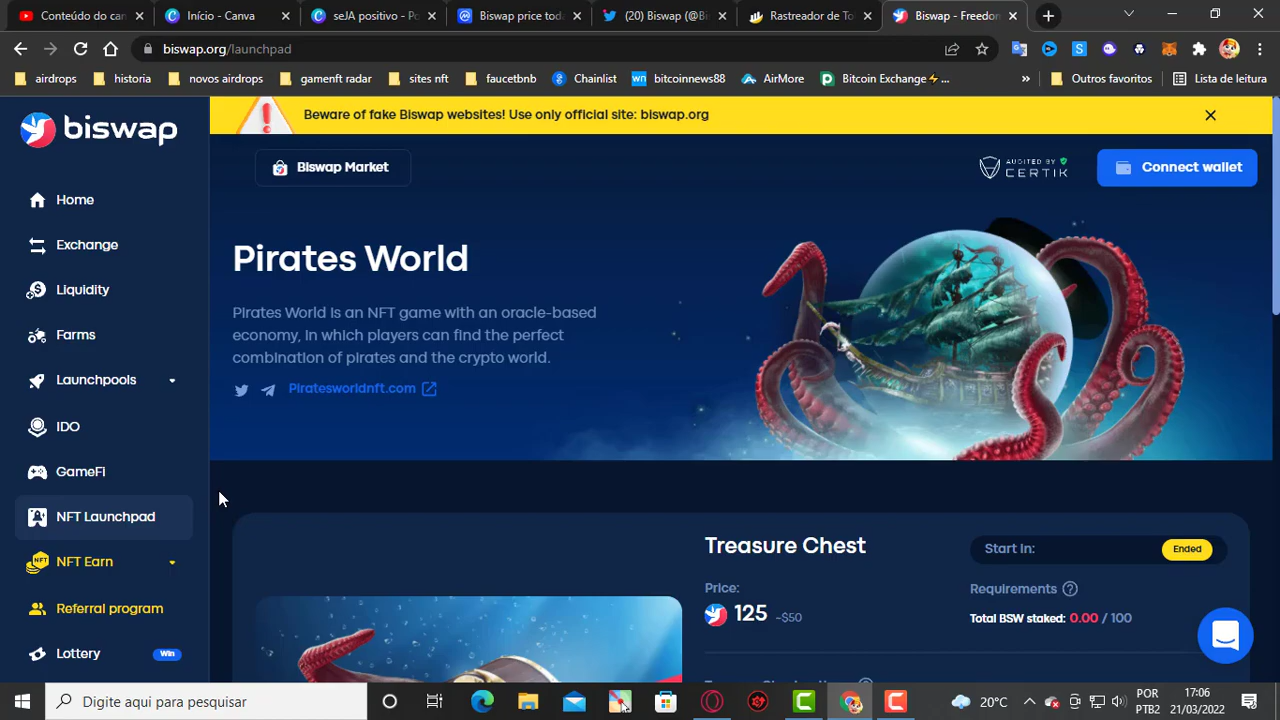 Conteúdo do car
Início - Canva
seJA positivo - Po
Biswap price toda
(20) Biswap (@Bi
Rastreador de To
Biswap - Freedom
biswap.org/launchpad
airdrops
historia
novos airdrops
gamenft radar
sites nft
faucetbnb
Chainlist
wn bitcoinnews88
AirMore
Bitcoin Exchange⚡...
»
Outros favoritos
Lista de leitura
biswap
Beware of fake Biswap websites! Use only official site: biswap.org
Biswap Market
AUDITED BY
CERTIK
Connect wallet
Home
Exchange
Liquidity
Farms
Launchpools
IDO
GameFi
NFT Launchpad
NFT Earn
Referral program
Lottery
Win
Pirates World
Pirates World is an NFT game with an oracle-based
economy, in which players can find the perfect
combination of pirates and the crypto world.
Piratesworldnft.com
Treasure Chest
Start In:
Ended
Price:
125 ~$50
Requirements
Total BSW staked: 0.00 / 100
Digite aqui para pesquisar
20°C
POR
PTB2
17:06
21/03/2022